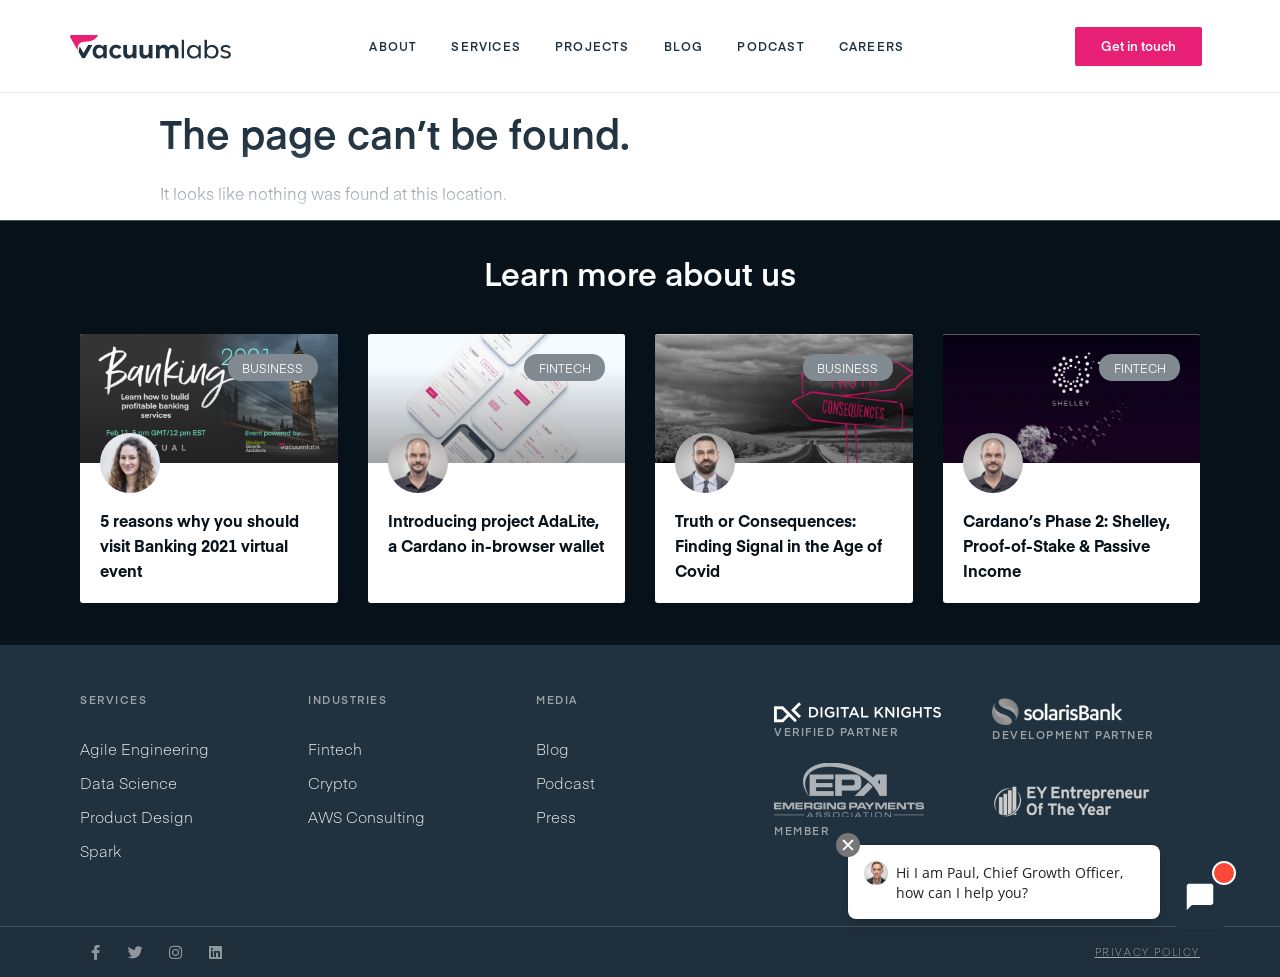 vacuumlabs
ABOUT SERVICES PROJECTS BLOG PODCAST CAREERS
Get in touch
The page can't be found.
It looks like nothing was found at this location.
Learn more about us
Banking 2021
BUSINESS
Learn how to build
profitable banking
services
Feb 11, 5 pm GMT/12 pm EST
Event powered by:
vacuumlabs
5 reasons why you should
visit Banking 2021 virtual
event
FINTECH
Introducing project AdaLite,
a Cardano in-browser wallet
BUSINESS
TRUTH
CONSEQUENCES
Truth or Consequences:
Finding Signal in the Age of
Covid
FINTECH
SHELLEY
Cardano's Phase 2: Shelley,
Proof-of-Stake & Passive
Income
SERVICES
Agile Engineering
Data Science
Product Design
Spark
INDUSTRIES
Fintech
Crypto
AWS Consulting
MEDIA
Blog
Podcast
Press
DIGITAL KNIGHTS
VERIFIED PARTNER
solarisBank
DEVELOPMENT PARTNER
EPA
EMERGING PAYMENTS
ASSOCIATION
MEMBER
EY Entrepreneur
Of The Year
Hi I am Paul, Chief Growth Officer,
how can I help you?
PRIVACY POLICY